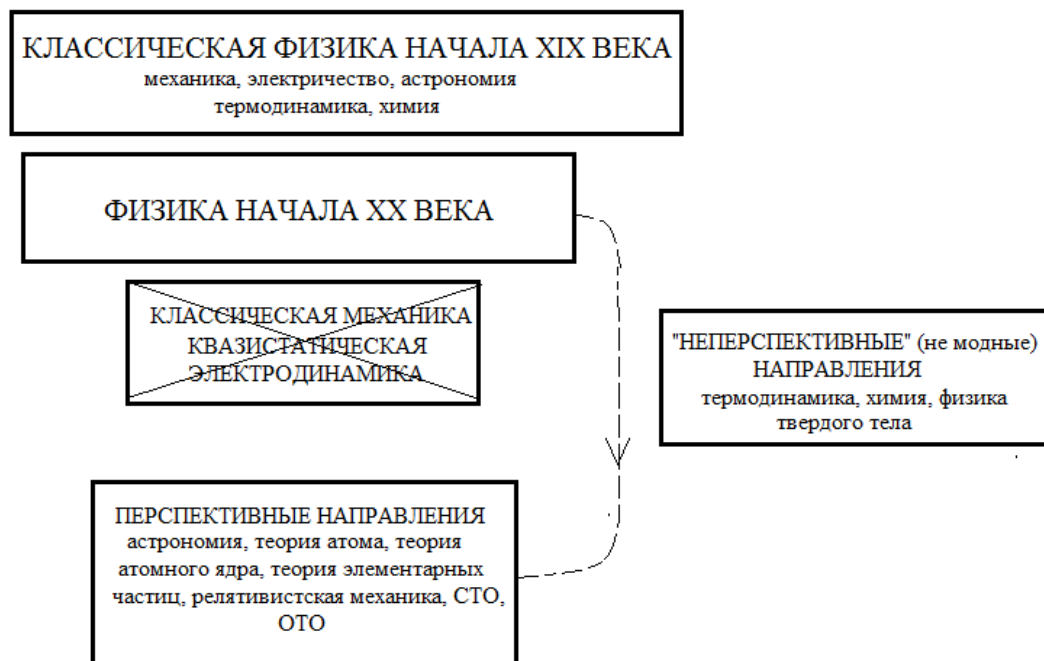 КЛАССИЧЕСКАЯ ФИЗИКА НАЧАЛА XIX ВЕКА
механика, электричество, астрономия
термодинамика, химия
ФИЗИКА НАЧАЛА XX ВЕКА
КЛАССИЧЕСКАЯ МЕХАНИКА
КВАЗИСТАТИЧЕСКАЯ
ЭЛЕКТРОДИНАМИКА
"НЕПЕРСПЕКТИВНЫЕ" (не модные)
НАПРАВЛЕНИЯ
термодинамика, химия, физика
твердого тела
ПЕРСПЕКТИВНЫЕ НАПРАВЛЕНИЯ
астрономия, теория атома, теория
атомного ядра, теория элементарных
частиц, релятивистская механика, СТО,
ОТО